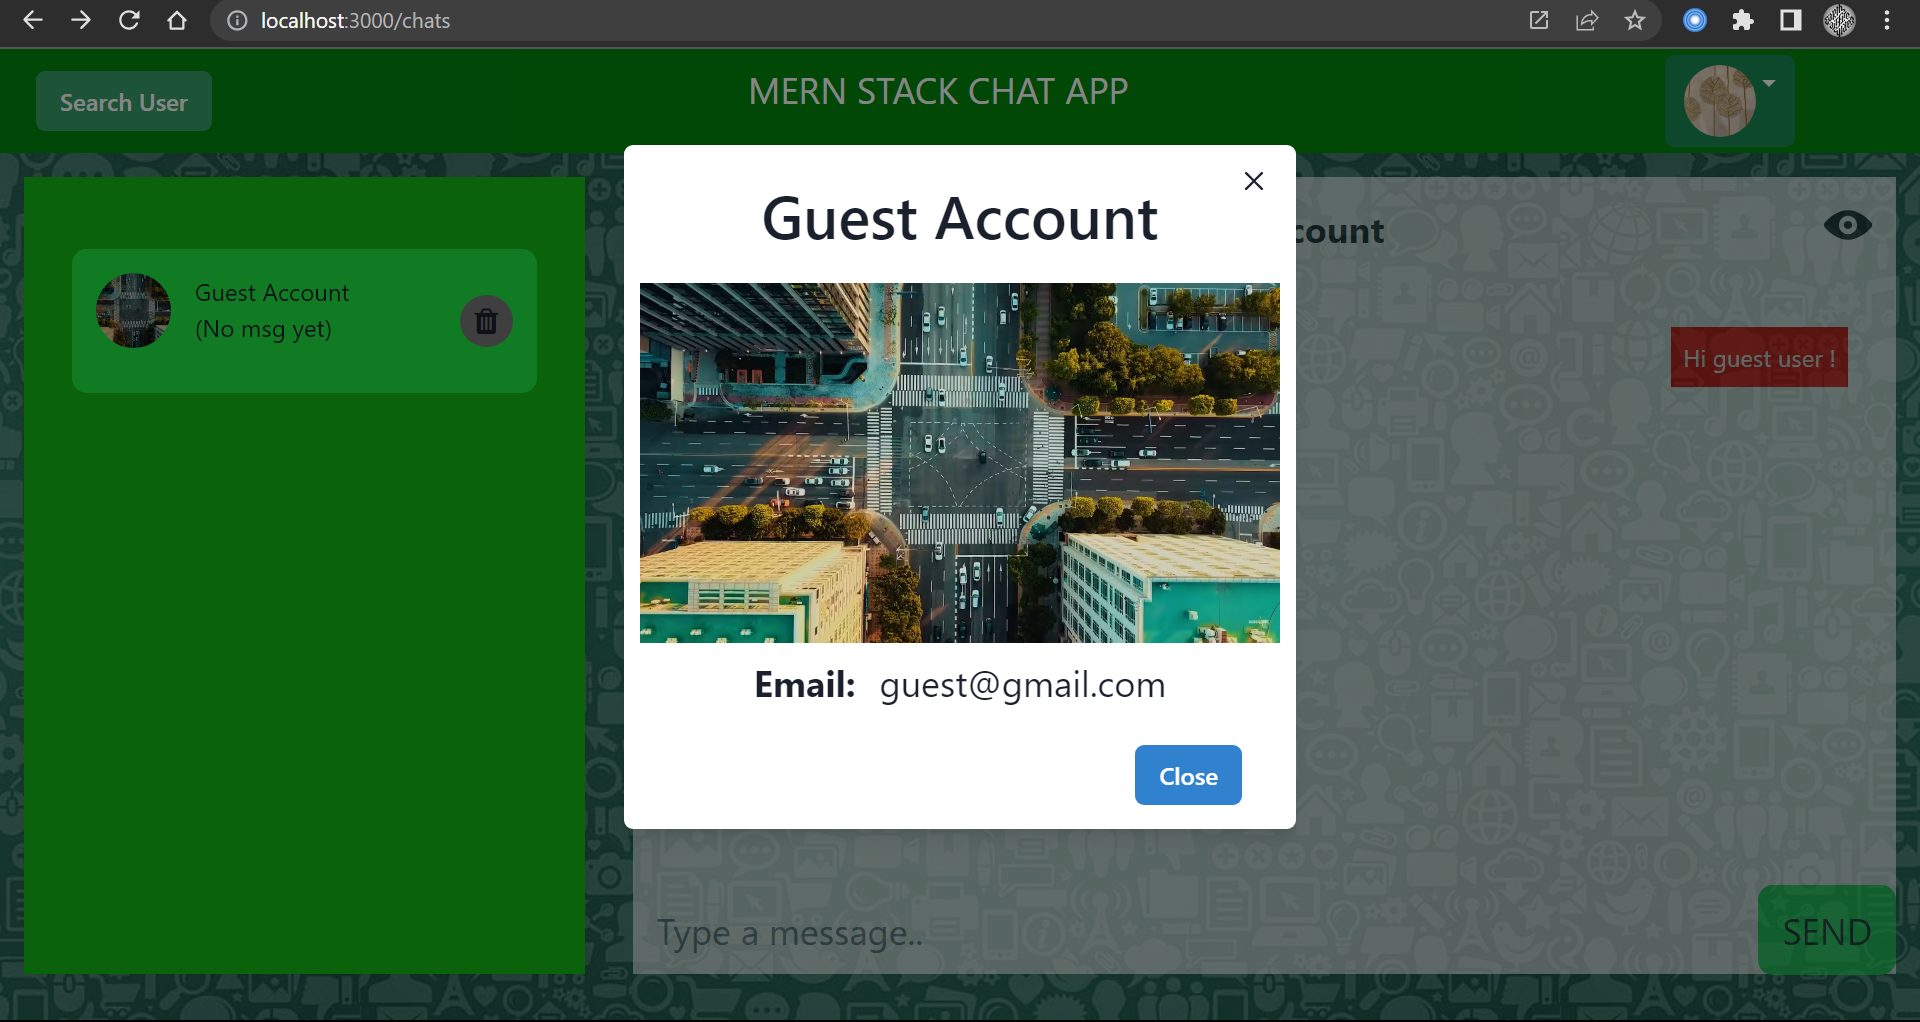 localhost:3000/chats
Search User
MERN STACK CHAT APP
Guest Account
(No msg yet)
Guest Account
count
Hi guest user !
Email: guest@gmail.com
Close
Type a message..
SEND